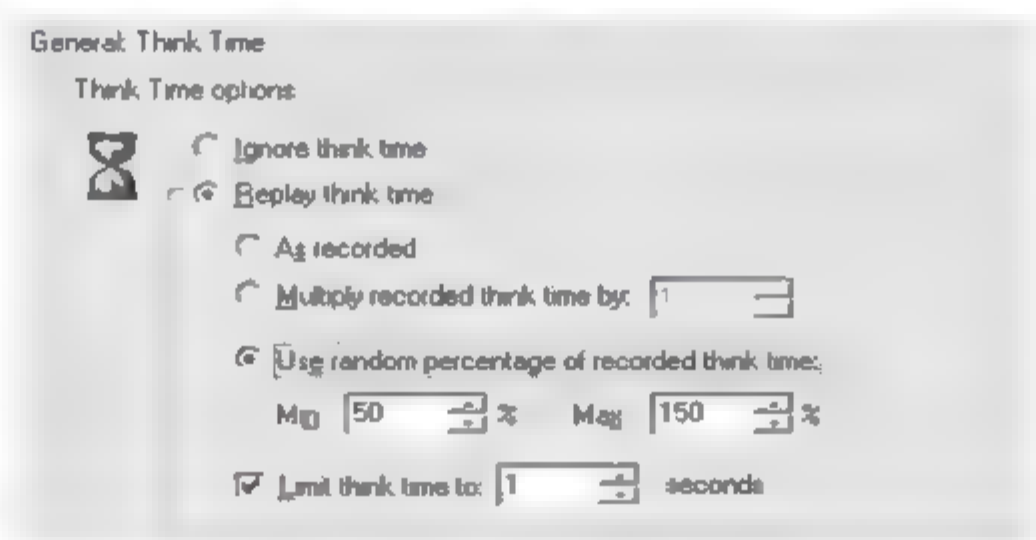 General: Think Time
Think Time options
Ignore think time
Replay think time
As recorded
Multiply recorded think time by: 1
Use random percentage of recorded think time:
Min 50 % Max 150 %
Limit think time to: 1 seconds